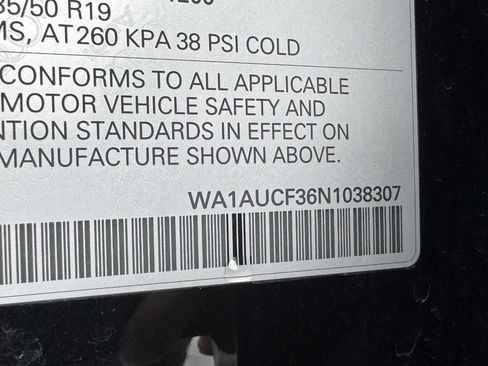 35/50 R19
MS, AT 260 KPA 38 PSI COLD
CONFORMS TO ALL APPLICABLE
MOTOR VEHICLE SAFETY AND
NTION STANDARDS IN EFFECT ON
MANUFACTURE SHOWN ABOVE.
WA1AUCF36N1038307